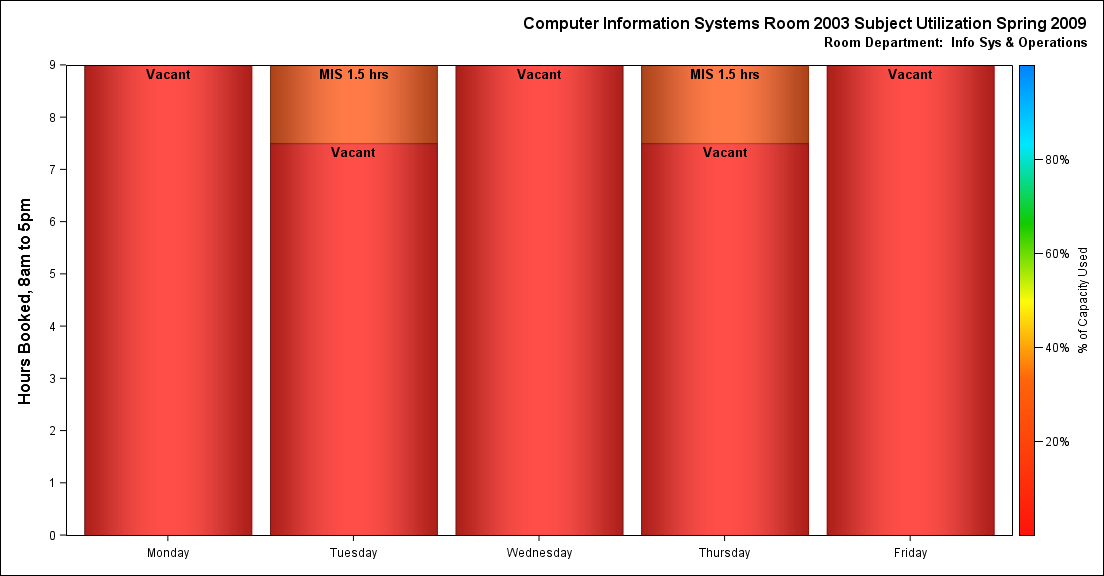 Computer Information Systems Room 2003 Subject Utilization Spring 2009
Room Department:  Info Sys & Operations
Hours Booked, 8am to 5pm
9
8
7
6
5
4
3
2
1
0
Vacant
MIS 1.5 hrs
Vacant
Vacant
MIS 1.5 hrs
Vacant
Vacant
Monday
Tuesday
Wednesday
Thursday
Friday
80%
60%
40%
20%
% of Capacity Used